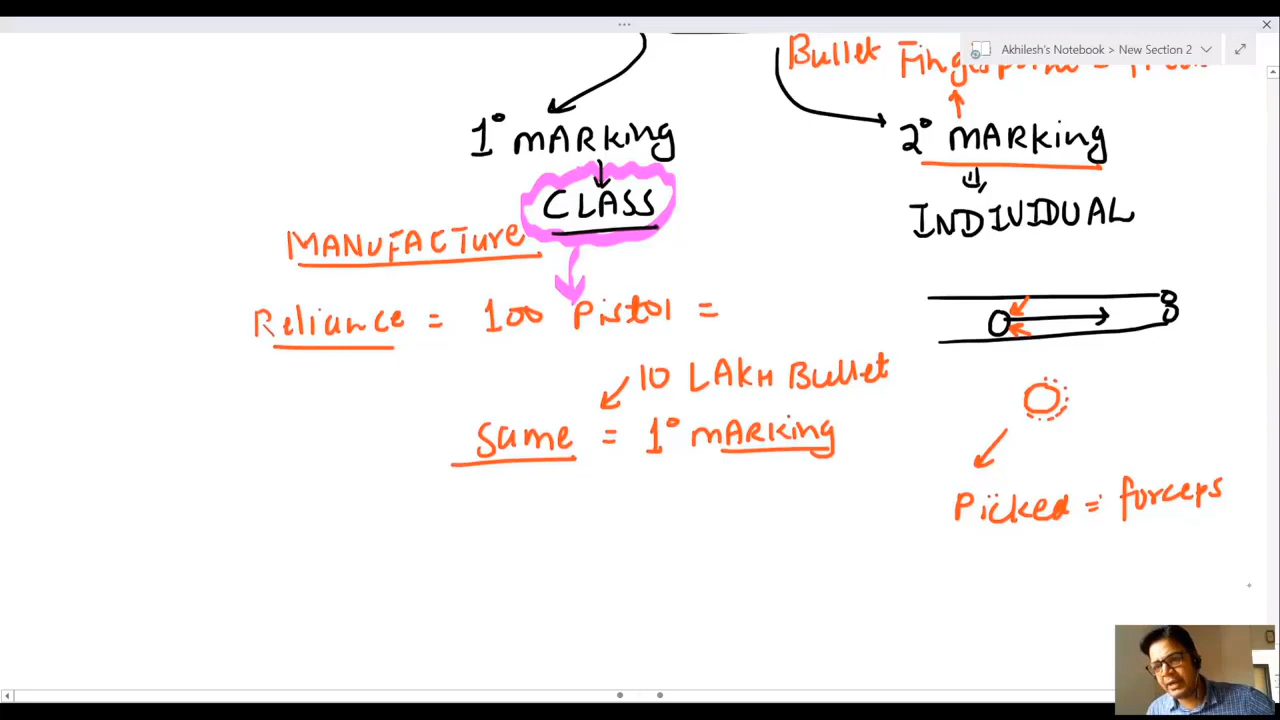 Akhilesh's Notebook > New Section 2
Bullet
1° mARking
2° mARking
CLASS
INDIVIDUAL
MANUFACTure
Reliance = 100 Pistol =
10 LAKH Bullet
Same = 1° mARking
Picked = forceps